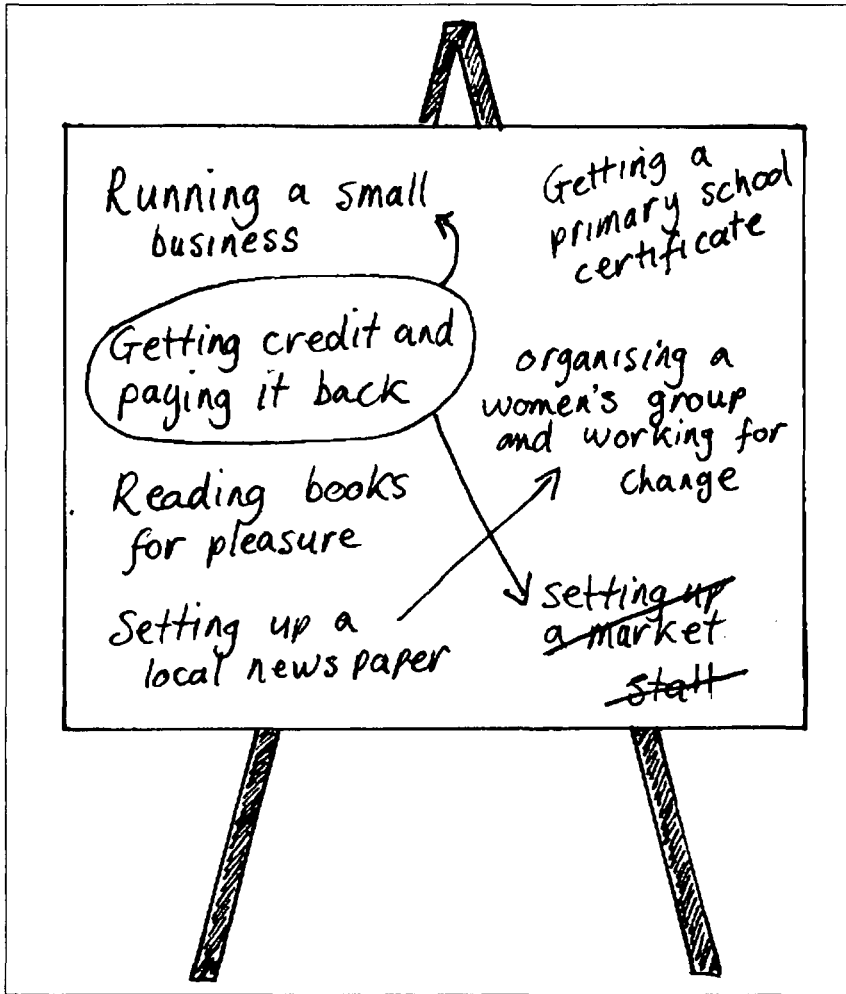 Running a small
business
Getting credit and
paying it back
Reading books
for pleasure
Setting up a
local news paper
Getting a
primary school
certificate
organising a
women's group
and working for
change
setting up
a market
stall